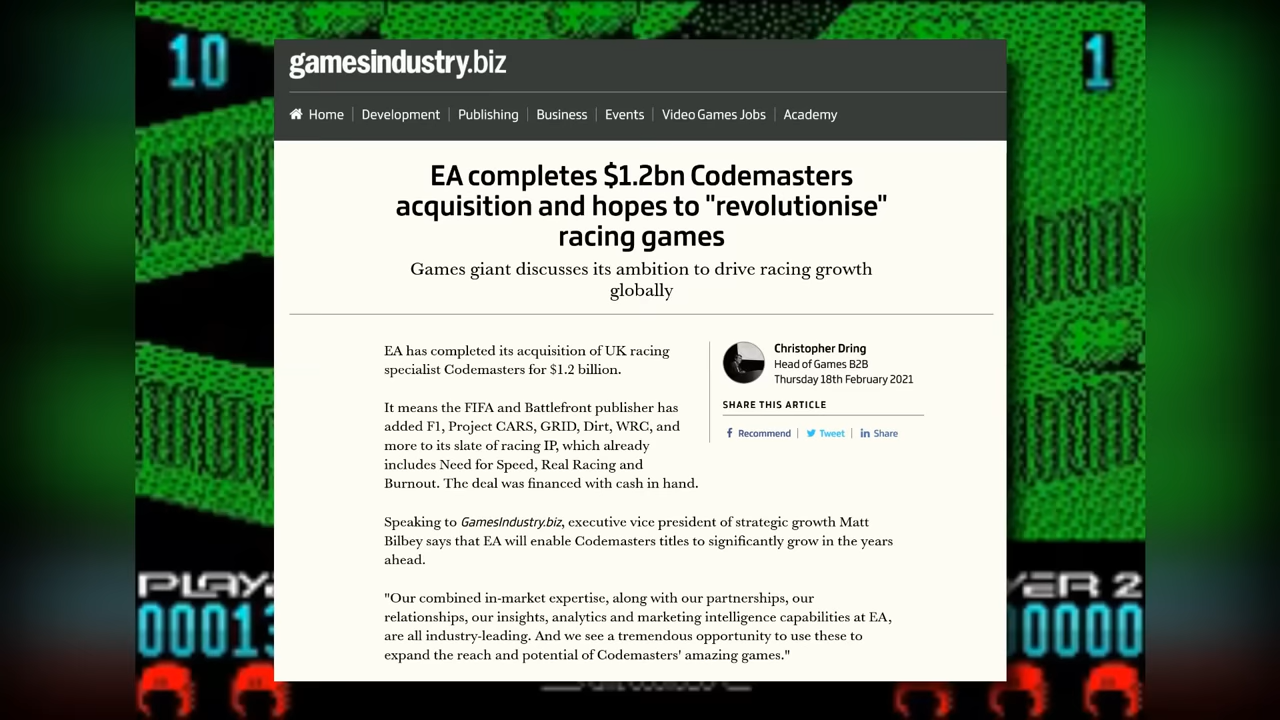 10
1
gamesindustry.biz
Home
Development
Publishing
Business
Events
Video Games Jobs
Academy
EA completes $1.2bn Codemasters
acquisition and hopes to "revolutionise"
racing games
Games giant discusses its ambition to drive racing growth
globally
EA has completed its acquisition of UK racing
specialist Codemasters for $1.2 billion.
It means the FIFA and Battlefront publisher has
added F1, Project CARS, GRID, Dirt, WRC, and
more to its slate of racing IP, which already
includes Need for Speed, Real Racing and
Burnout. The deal was financed with cash in hand.
Christopher Dring
Head of Games B2B
Thursday 18th February 2021
SHARE THIS ARTICLE
Recommend
Tweet
Share
Speaking to GamesIndustry.biz, executive vice president of strategic growth Matt
Bilbey says that EA will enable Codemasters titles to significantly grow in the years
ahead.
"Our combined in-market expertise, along with our partnerships, our
relationships, our insights, analytics and marketing intelligence capabilities at EA,
are all industry-leading. And we see a tremendous opportunity to use these to
expand the reach and potential of Codemasters' amazing games."
PLAYE
YER 2
00013
0000